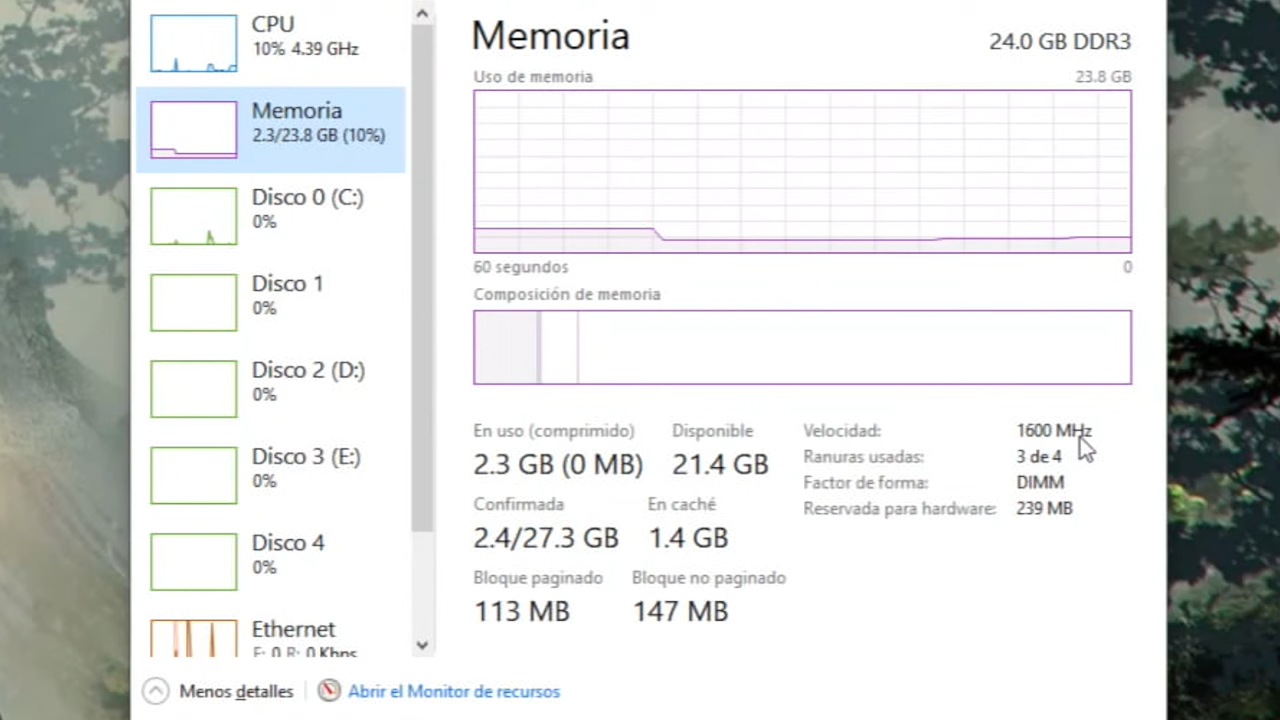 CPU
10% 4.39 GHz
Memoria
2.3/23.8 GB (10%)
Disco 0 (C:)
0%
Disco 1
0%
Disco 2 (D:)
0%
Disco 3 (E:)
0%
Disco 4
0%
Ethernet
E: 0 R: 0 Kbps
Memoria
24.0 GB DDR3
Uso de memoria
23.8 GB
60 segundos
0
Composición de memoria
En uso (comprimido)
2.3 GB (0 MB)
Disponible
21.4 GB
Confirmada
2.4/27.3 GB
En caché
1.4 GB
Bloque paginado
113 MB
Bloque no paginado
147 MB
Velocidad: 1600 MHz
Ranuras usadas: 3 de 4
Factor de forma: DIMM
Reservada para hardware: 239 MB
Menos detalles
Abrir el Monitor de recursos